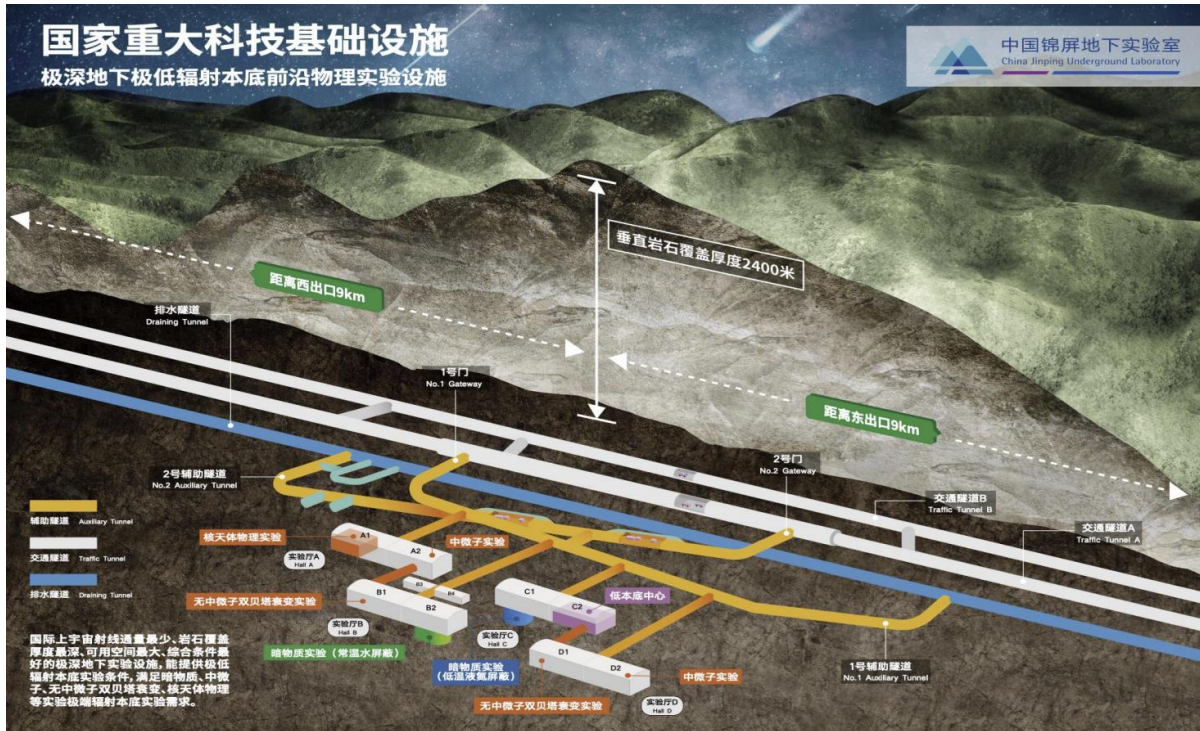 国家重大科技基础设施
极深地下极低辐射本底前沿物理实验设施
中国锦屏地下实验室
China Jinping Underground Laboratory
垂直岩石覆盖厚度2400米
距离西出口9km
排水隧道
Draining Tunnel
1号门
No.1 Gateway
距离东出口9km
2号门
No.2 Gateway
2号辅助隧道
No.2 Auxiliary Tunnel
交通隧道B
Traffic Tunnel B
交通隧道A
Traffic Tunnel A
辅助隧道 Auxiliary Tunnel
交通隧道 Traffic Tunnel
排水隧道 Draining Tunnel
核天体物理实验
A1
A2
中微子实验
实验厅A
Hall A
B3
B4
B1
B2
无中微子双贝塔衰变实验
实验厅B
Hall B
暗物质实验（常温水屏蔽）
C1
C2
低本底中心
实验厅C
Hall C
暗物质实验
（低温液氮屏蔽）
D1
D2
中微子实验
无中微子双贝塔衰变实验
实验厅D
Hall D
1号辅助隧道
No.1 Auxiliary Tunnel
国际上宇宙射线通量最少、岩石覆盖
厚度最深、可用空间最大、综合条件最
好的极深地下实验设施，能提供极低
辐射本底实验条件，满足暗物质、中微
子、无中微子双贝塔衰变、核天体物理
等实验极端辐射本底实验需求。